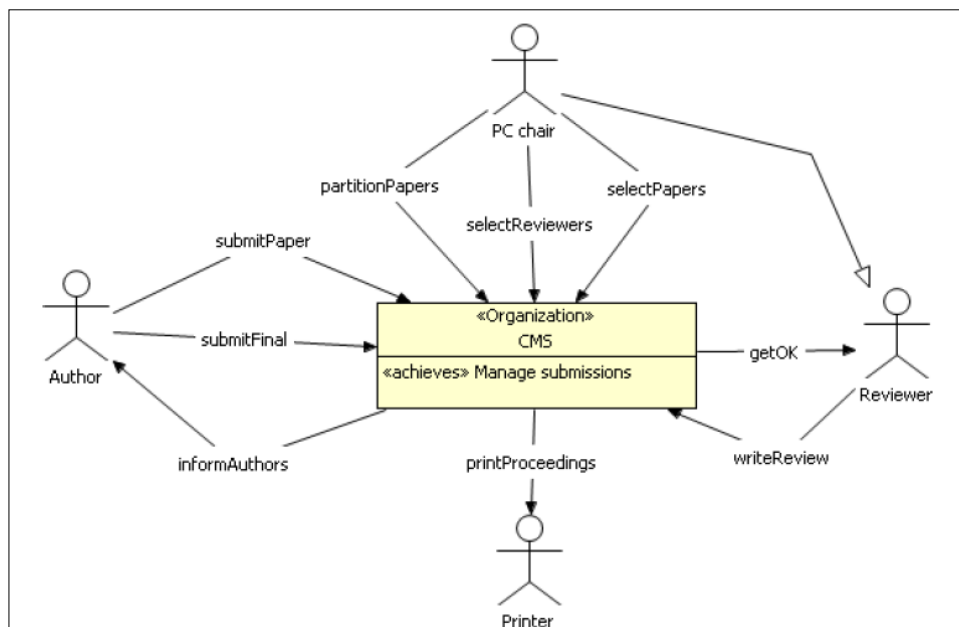 PC chair
partitionPapers
selectPapers
selectReviewers
submitPaper
«Organization»
CMS
submitFinal
getOK
Author
«achieves» Manage submissions
Reviewer
informAuthors
printProceedings
writeReview
Printer